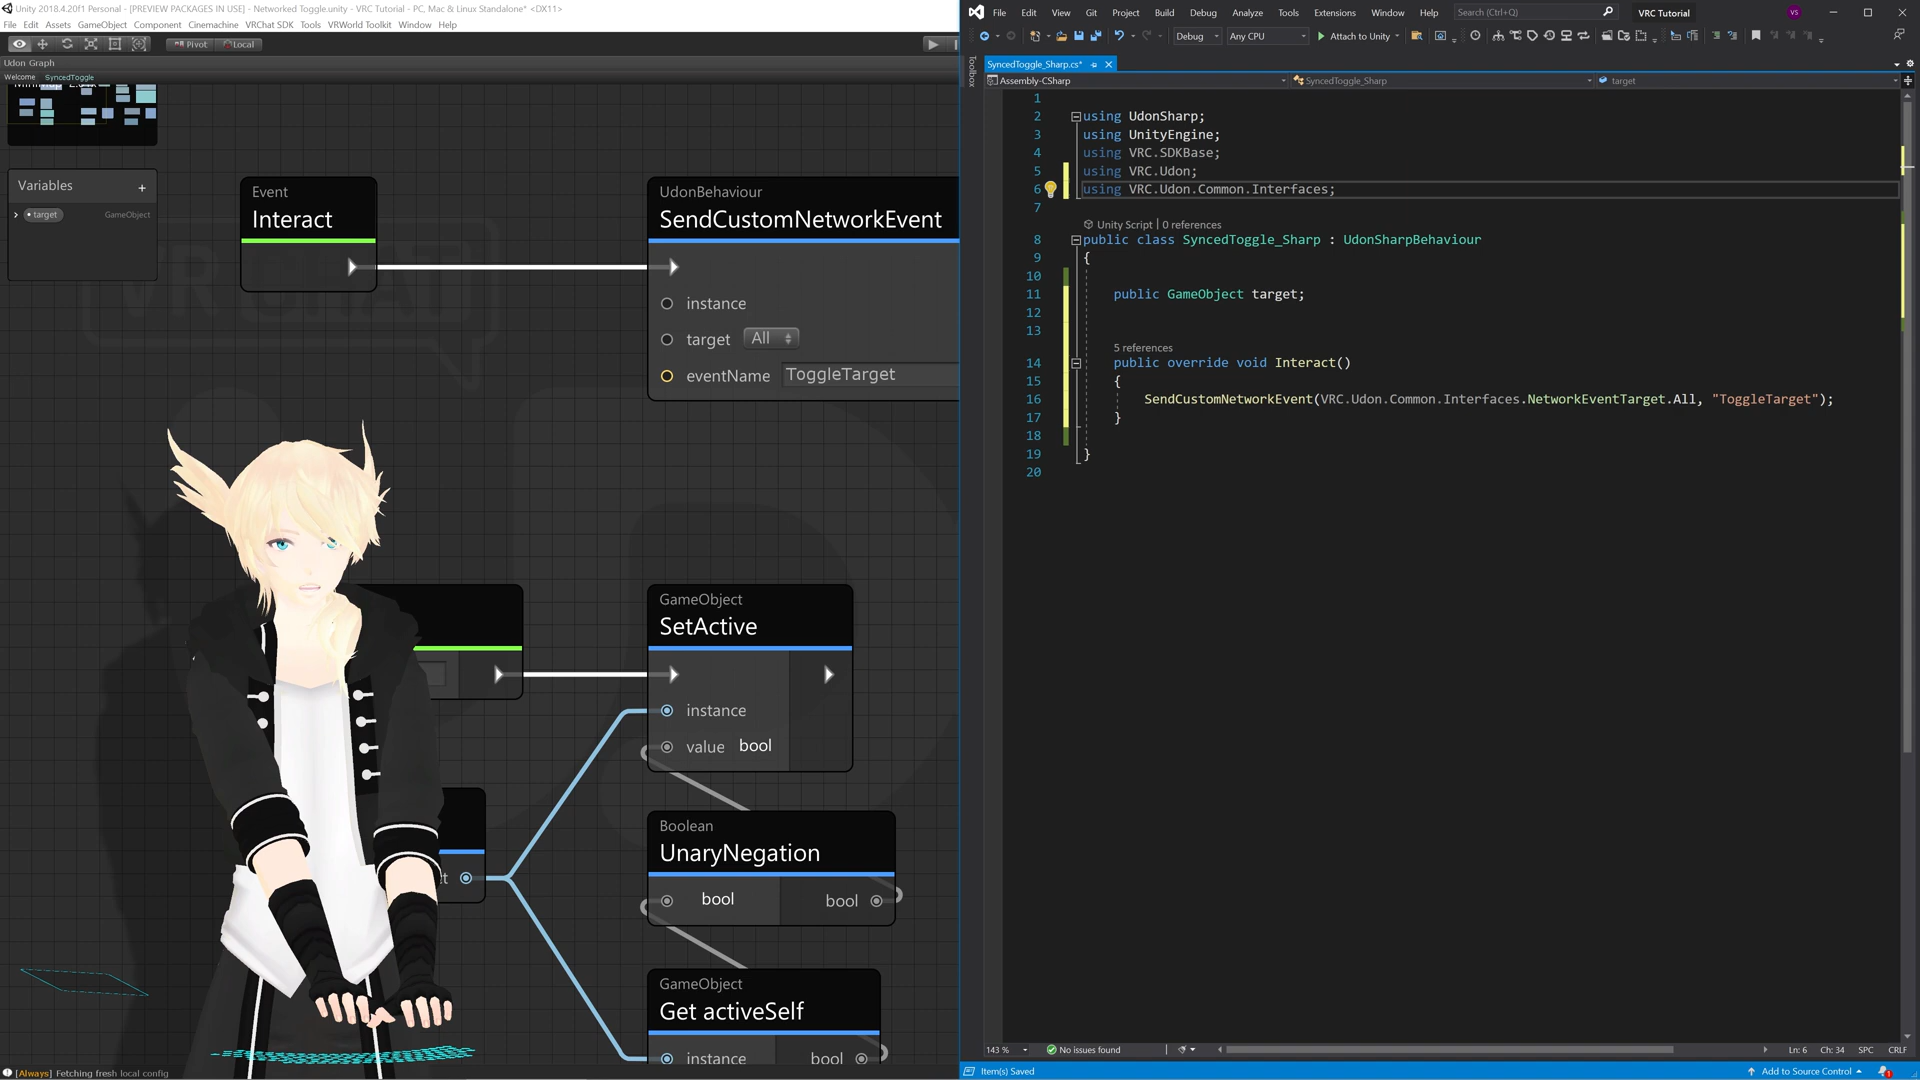 Unity 2018.4.20f1 Personal - [PREVIEW PACKAGES IN USE] - Networked Toggle.unity - VRC Tutorial - PC, Mac & Linux Standalone* <DX11>
File Edit Assets GameObject Component Cinemachine VRChat SDK Tools VRWorld Toolkit Window Help
Pivot Local
Udon Graph
Welcome SyncedToggle
Variables +
target GameObject
Event
Interact
UdonBehaviour
SendCustomNetworkEvent
instance
target All
eventName ToggleTarget
GameObject
SetActive
instance
value bool
Boolean
UnaryNegation
bool bool
GameObject
Get activeSelf
instance bool
[Always] Fetching fresh local config
File Edit View Git Project Build Debug Test Analyze Tools Extensions Window Help Search (Ctrl+Q) VRC Tutorial VS
Debug Any CPU Attach to Unity
Toolbox
SyncedToggle_Sharp.cs*
Assembly-CSharp SyncedToggle_Sharp target
1
2 using UdonSharp;
3 using UnityEngine;
4 using VRC.SDKBase;
5 using VRC.Udon;
6 using VRC.Udon.Common.Interfaces;
7
Unity Script | 0 references
8 public class SyncedToggle_Sharp : UdonSharpBehaviour
9 {
10
11 public GameObject target;
12
13
5 references
14 public override void Interact()
15 {
16 SendCustomNetworkEvent(VRC.Udon.Common.Interfaces.NetworkEventTarget.All, "ToggleTarget");
17 }
18
19 }
20
143 % No issues found Ln: 6 Ch: 34 SPC CRLF
Item(s) Saved Add to Source Control 1